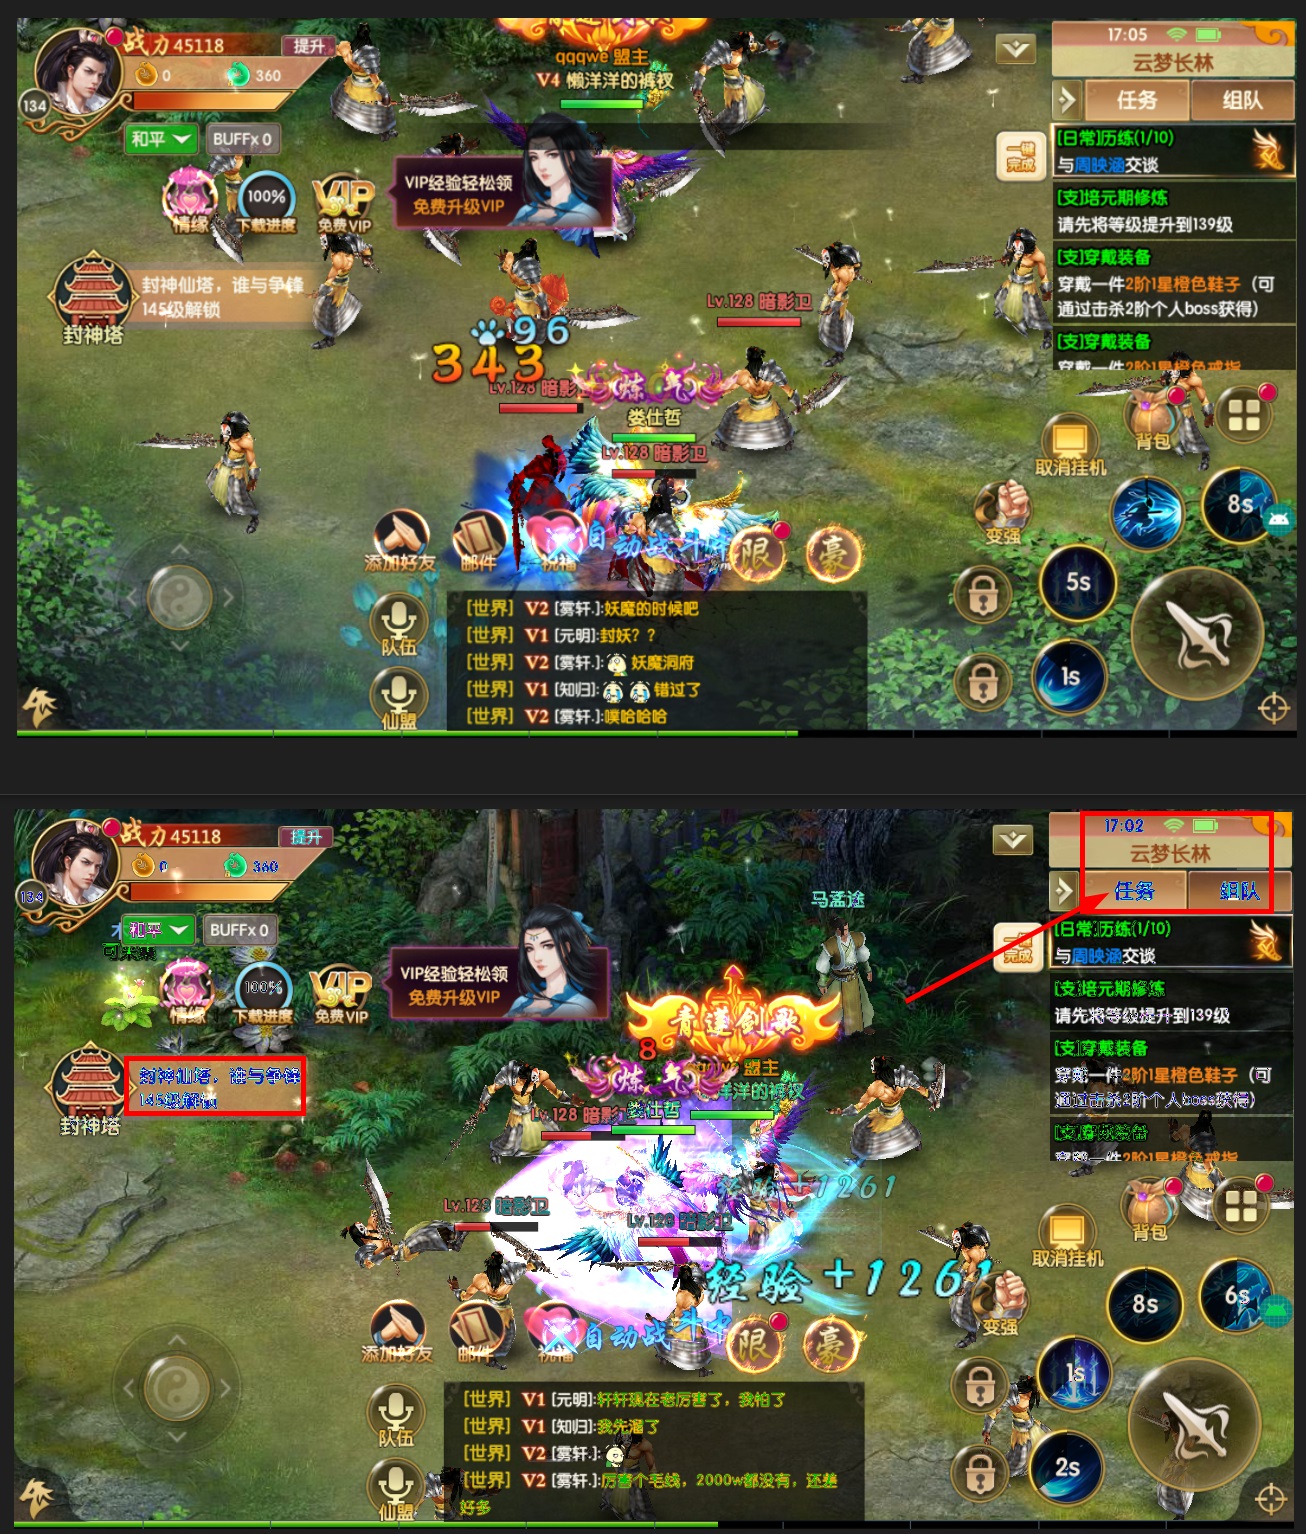 战力45118
提升
0
360
134
和平
BUFFx0
情缘
100%
下载进度
VIP
免费VIP
VIP经验轻松领
免费升级VIP
qqqwe 盟主
V4 懒洋洋的裤衩
17:05
云梦长林
任务
组队
一键
完成
[日常]历练(1/10)
与周映涵交谈
[支]培元期修炼
请先将等级提升到139级
[支]穿戴装备
穿戴一件2阶1星橙色鞋子（可
通过击杀2阶个人boss获得）
[支]穿戴装备
穿戴一件2阶1星橙色戒指
封神仙塔，谁与争锋
145级解锁
封神塔
Lv.128 暗影卫
96
343
Lv.128 暗影
炼气
娄仕哲
Lv.128 暗影卫
取消挂机
背包
变强
8s
5s
1s
添加好友
邮件
祝福
自动战斗中
限
豪
队伍
仙盟
[世界] V2 [雾轩.]:妖魔的时候吧
[世界] V1 [元明]:封妖？？
[世界] V2 [雾轩.]:妖魔洞府
[世界] V1 [知归]:错过了
[世界] V2 [雾轩.]:噗哈哈哈
战力45118
提升
0
360
134
和平
BUFFx0
情缘
100%
下载进度
VIP
免费VIP
VIP经验轻松领
免费升级VIP
马孟途
17:02
云梦长林
任务
组队
一键
完成
[日常]历练(1/10)
与周映涵交谈
[支]培元期修炼
请先将等级提升到139级
[支]穿戴装备
穿戴一件2阶1星橙色鞋子（可
通过击杀2阶个人boss获得）
[支]穿戴装备
穿戴一件2阶1星橙色戒指
封神仙塔，谁与争锋
145级解锁
封神塔
青莲剑歌
8
炼气
盟主
洋洋的裤衩
Lv.128 暗影
娄仕哲
经验+1261
Lv.128 暗影卫
Lv.128 暗影卫
经验+1261
取消挂机
背包
变强
8s
6s
1s
2s
添加好友
邮件
祝福
自动战斗中
限
豪
队伍
仙盟
[世界] V1 [元明]:轩轩现在老厉害了，我怕了
[世界] V1 [知归]:我先溜了
[世界] V2 [雾轩.]:
[世界] V2 [雾轩.]:厉害个毛线，2000w都没有，还差
好多